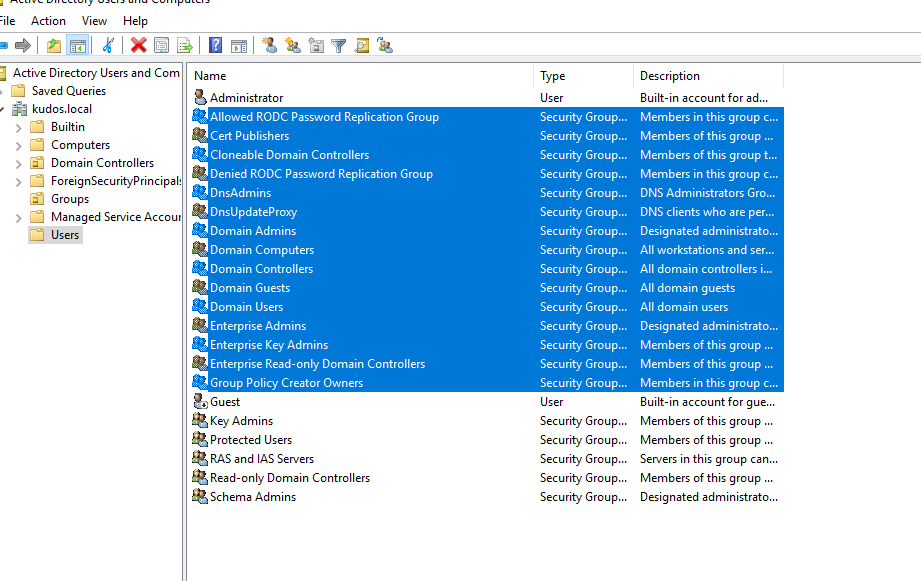 Active Directory Users and Computers
File Action View Help
Active Directory Users and Com
Saved Queries
kudos.local
Builtin
Computers
Domain Controllers
ForeignSecurityPrincipals
Groups
Managed Service Accour
Users
Name Type Description
Administrator User Built-in account for ad...
Allowed RODC Password Replication Group Security Group... Members in this group c...
Cert Publishers Security Group... Members of this group ...
Cloneable Domain Controllers Security Group... Members of this group t...
Denied RODC Password Replication Group Security Group... Members in this group c...
DnsAdmins Security Group... DNS Administrators Gro...
DnsUpdateProxy Security Group... DNS clients who are per...
Domain Admins Security Group... Designated administrato...
Domain Computers Security Group... All workstations and ser...
Domain Controllers Security Group... All domain controllers i...
Domain Guests Security Group... All domain guests
Domain Users Security Group... All domain users
Enterprise Admins Security Group... Designated administrato...
Enterprise Key Admins Security Group... Members of this group ...
Enterprise Read-only Domain Controllers Security Group... Members of this group ...
Group Policy Creator Owners Security Group... Members in this group c...
Guest User Built-in account for gue...
Key Admins Security Group... Members of this group ...
Protected Users Security Group... Members of this group ...
RAS and IAS Servers Security Group... Servers in this group can...
Read-only Domain Controllers Security Group... Members of this group ...
Schema Admins Security Group... Designated administrato...